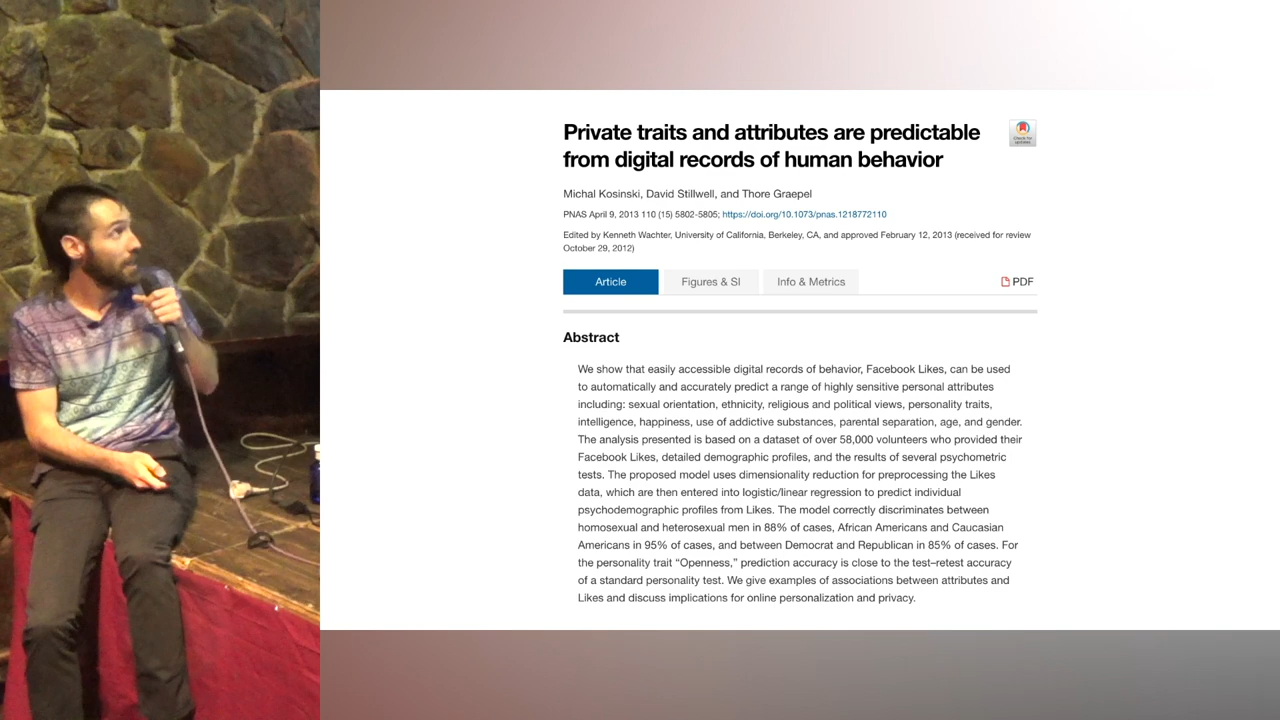 Private traits and attributes are predictable
from digital records of human behavior
Check for
updates
Michal Kosinski, David Stillwell, and Thore Graepel
PNAS April 9, 2013 110 (15) 5802-5805; https://doi.org/10.1073/pnas.1218772110
Edited by Kenneth Wachter, University of California, Berkeley, CA, and approved February 12, 2013 (received for review
October 29, 2012)
Article Figures & SI Info & Metrics PDF
Abstract
We show that easily accessible digital records of behavior, Facebook Likes, can be used
to automatically and accurately predict a range of highly sensitive personal attributes
including: sexual orientation, ethnicity, religious and political views, personality traits,
intelligence, happiness, use of addictive substances, parental separation, age, and gender.
The analysis presented is based on a dataset of over 58,000 volunteers who provided their
Facebook Likes, detailed demographic profiles, and the results of several psychometric
tests. The proposed model uses dimensionality reduction for preprocessing the Likes
data, which are then entered into logistic/linear regression to predict individual
psychodemographic profiles from Likes. The model correctly discriminates between
homosexual and heterosexual men in 88% of cases, African Americans and Caucasian
Americans in 95% of cases, and between Democrat and Republican in 85% of cases. For
the personality trait “Openness,” prediction accuracy is close to the test–retest accuracy
of a standard personality test. We give examples of associations between attributes and
Likes and discuss implications for online personalization and privacy.